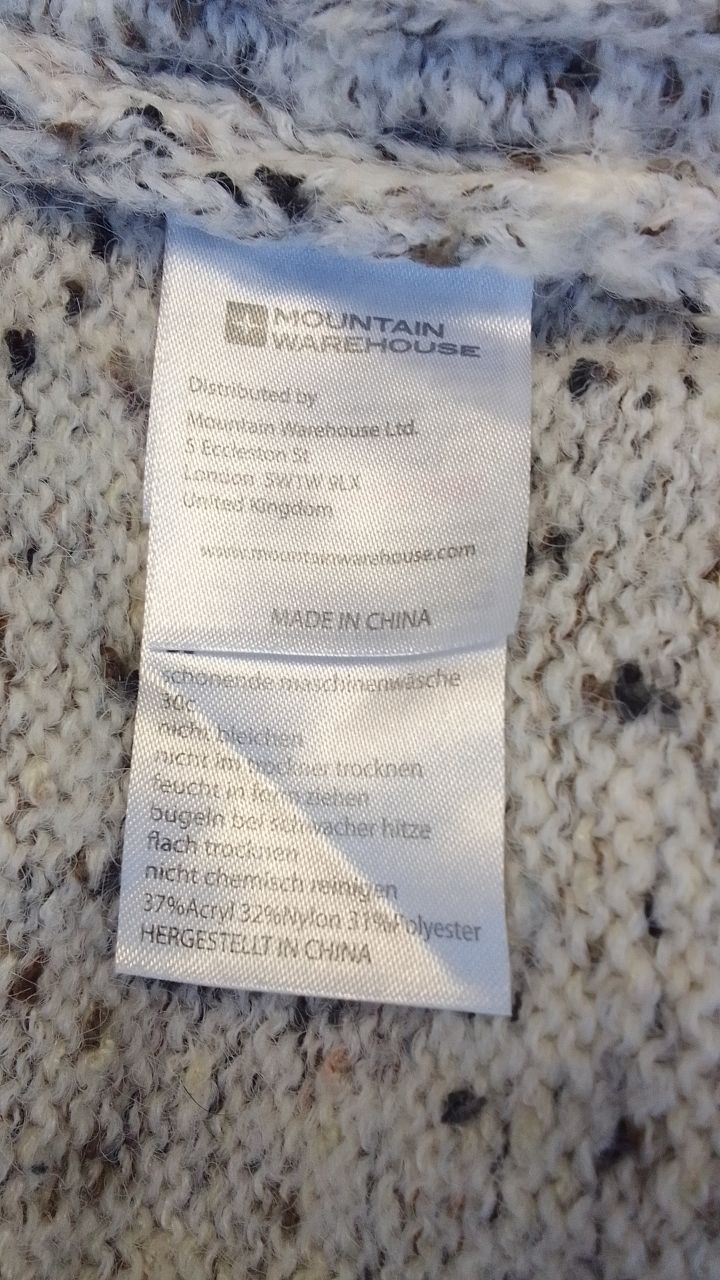 MOUNTAIN
WAREHOUSE
Distributed by
Mountain Warehouse Ltd.
5 Eccleston St
London SW1W 9LX
United Kingdom
www.mountainwarehouse.com
MADE IN CHINA
schonende maschinenwäsche
30c
nicht bleichen
nicht im trockner trocknen
feucht in form ziehen
bugeln bei schwacher hitze
flach trocknen
nicht chemisch reinigen
37%Acryl 32%Nylon 31%Polyester
HERGESTELLT IN CHINA